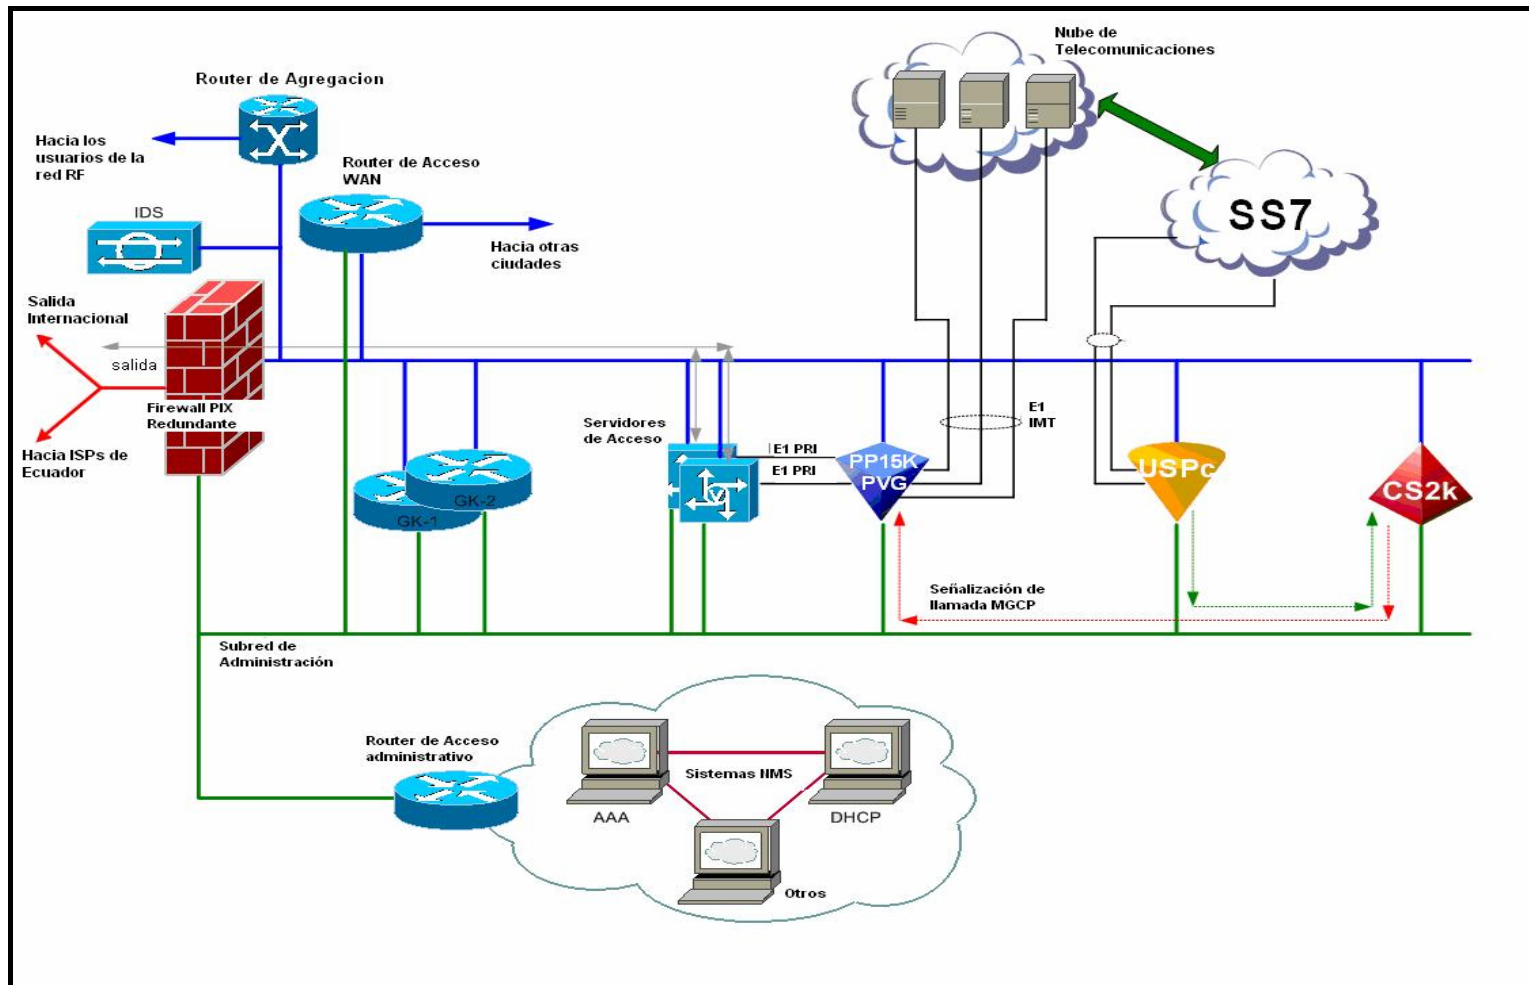 Nube de
Telecomunicaciones
Router de Agregacion
Hacia los
usuarios de la
red RF
Router de Acceso
WAN
IDS
SS7
Hacia otras
ciudades
Salida
Internacional
salida
Firewall PIX
Redundante
Hacia ISPs de
Ecuador
Servidores
de Acceso
E1
IMT
E1 PRI
E1 PRI
PP15K
PVG
USPc
CS2k
GK-2
GK-1
V
Señalización de
llamada MGCP
Subred de
Administración
Router de Acceso
administrativo
Sistemas NMS
AAA
DHCP
Otros